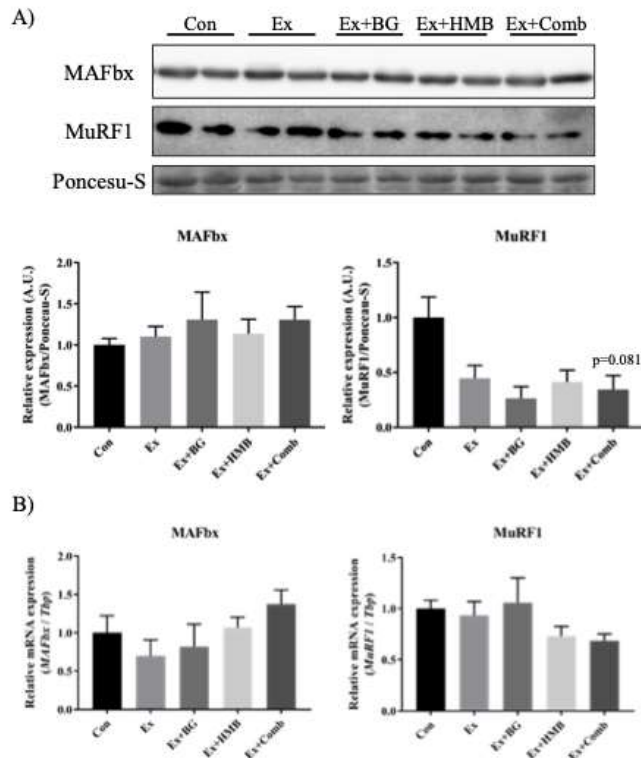 A)
Con Ex Ex+BG Ex+HMB Ex+Comb
MAFbx
MuRF1
Poncesu-S
MAFbx
Relative expression (A.U.)
(MAFbx/Ponceau-S)
2.0
1.5
1.0
0.5
0.0
Con Ex Ex+BG Ex+HMB Ex+Comb
MuRF1
Relative expression (A.U.)
(MuRF1/Ponceau-S)
1.5
1.0
0.5
0.0
p=0.081
Con Ex Ex+BG Ex+HMB Ex+Comb
B)
MAFbx
Relative mRNA expression
(MAFbx / Tbp)
2.0
1.5
1.0
0.5
0.0
Con Ex Ex+BG Ex+HMB Ex+Comb
MuRF1
Relative mRNA expression
(MuRF1 / Tbp)
1.5
1.0
0.5
0.0
Con Ex Ex+BG Ex+HMB Ex+Comb